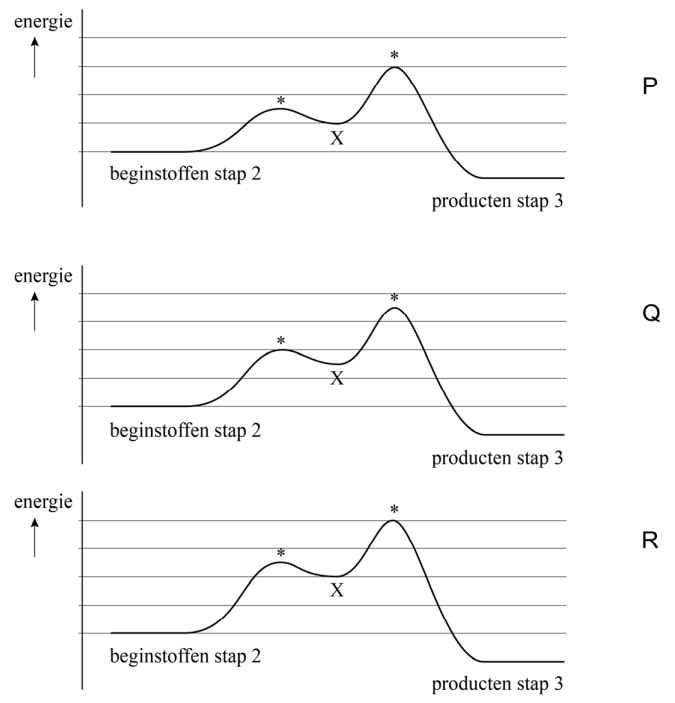 energie
*
*
P
X
beginstoffen stap 2
producten stap 3
energie
*
*
Q
X
beginstoffen stap 2
producten stap 3
energie
*
*
R
X
beginstoffen stap 2
producten stap 3